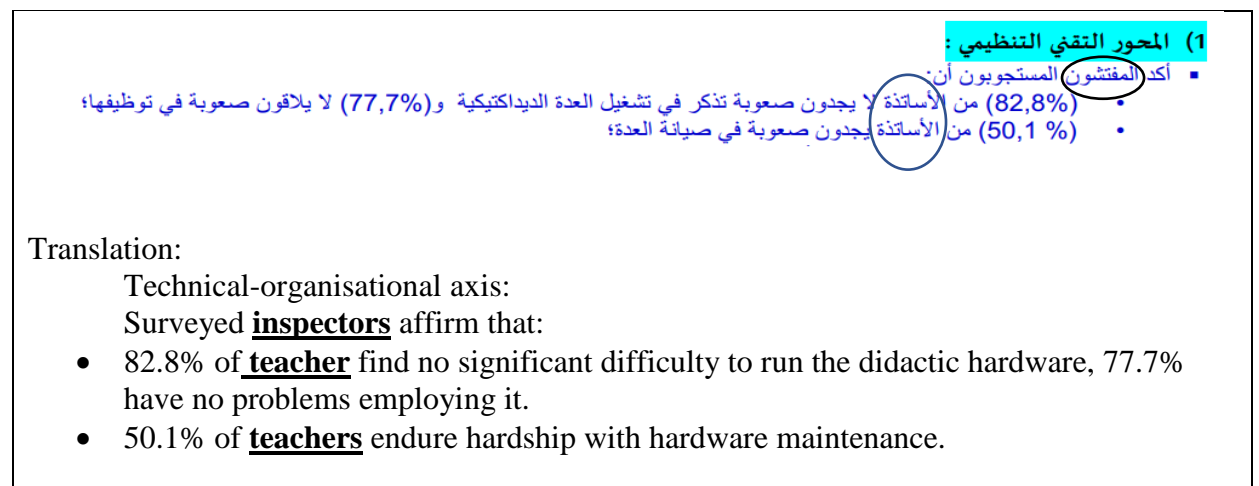 1) المحور التقني التنظيمي :
▪ أكد المفتشون المستجوبون أن:
• (82,8%) من الأساتذة لا يجدون صعوبة تذكر في تشغيل العدة الديداكتيكية و(77,7%) لا يلاقون صعوبة في توظيفها؛
• (50,1 %) من الأساتذة يجدون صعوبة في صيانة العدة؛
Translation:
Technical-organisational axis:
Surveyed inspectors affirm that:
• 82.8% of teacher find no significant difficulty to run the didactic hardware, 77.7%
have no problems employing it.
• 50.1% of teachers endure hardship with hardware maintenance.